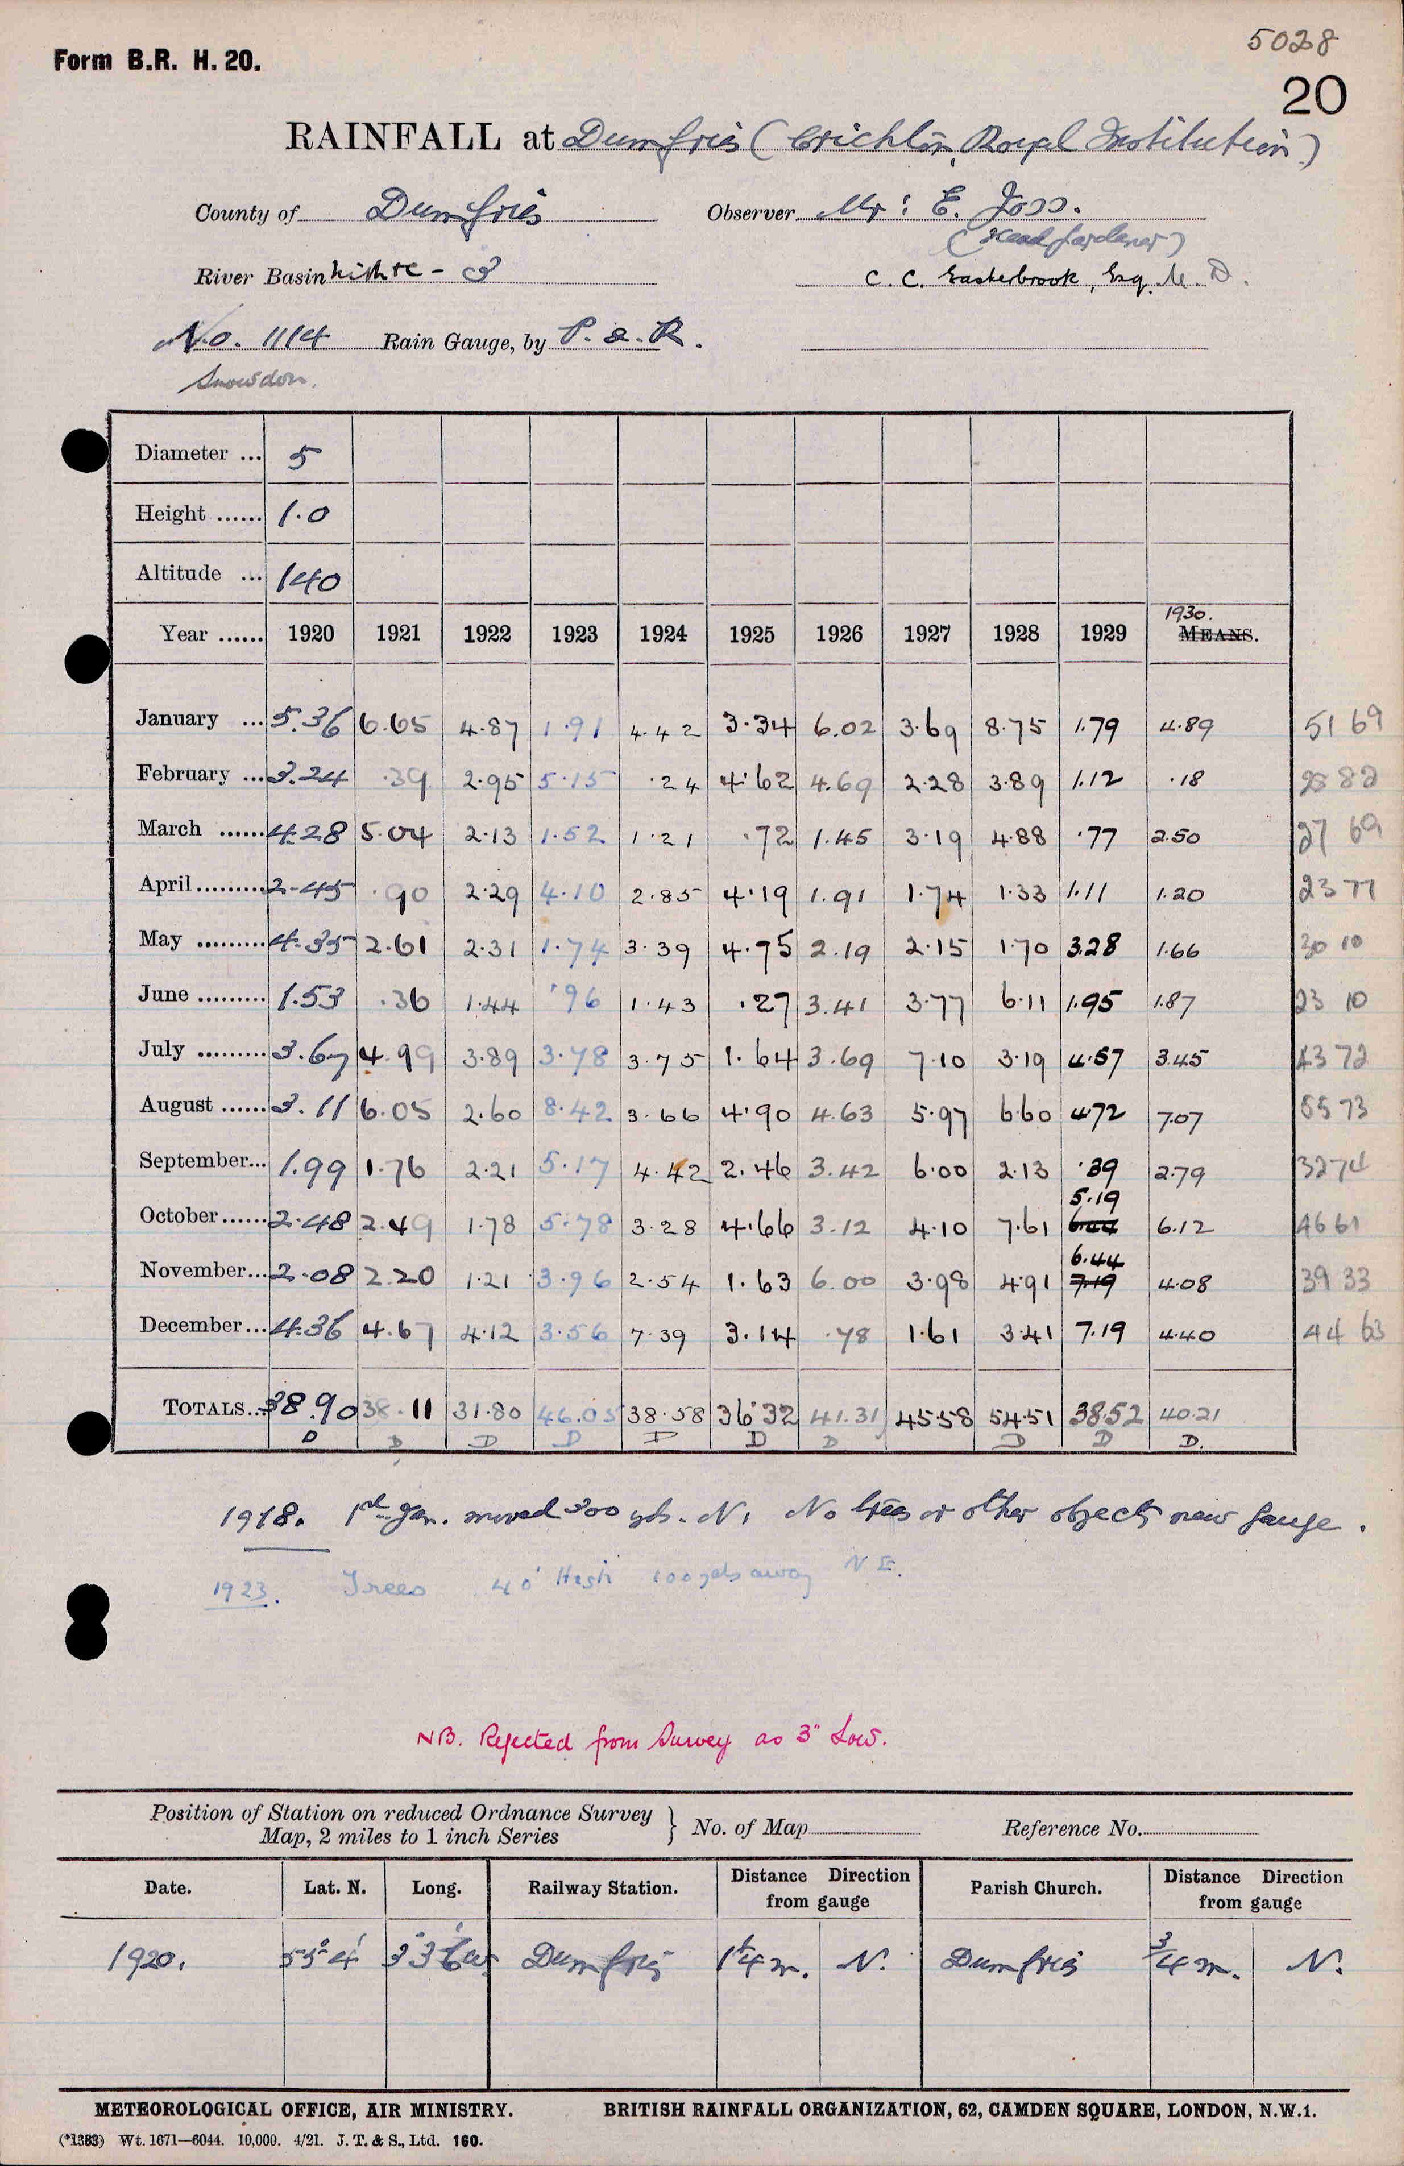 5028
Form B.R. H. 20.
20
RAINFALL at Dumfries (Crichton Royal Institution)
County of Dumfries Observer Mr: E. Joss.
(Head Gardener)
River Basin Nith &c - 3 C. C. Easterbrook, Esq. M.D.
No. 1114 Rain Gauge, by P. & R.
Snowdon.
Diameter ... 5
Height ...... 1.0
Altitude ... 140
1930.
Year ...... 1920 1921 1922 1923 1924 1925 1926 1927 1928 1929 MEANS.
January ... 5.36 6.65 4.87 1.91 4.42 3.34 6.02 3.69 8.75 1.79 4.89 51 69
February ... 3.24 .39 2.95 5.15 .24 4.62 4.69 2.28 3.89 1.12 .18 28 82
March ...... 4.28 5.04 2.13 1.52 1.21 .72 1.45 3.19 4.88 .77 2.50 27 69
April ......... 2.45 .90 2.29 4.10 2.85 4.19 1.91 1.74 1.33 1.11 1.20 23 77
May ......... 4.35 2.61 2.31 1.74 3.39 4.75 2.19 2.15 1.70 3.28 1.66 30 10
June ......... 1.53 .36 1.44 .96 1.43 .27 3.41 3.77 6.11 1.95 1.87 23 10
July ......... 3.67 4.99 3.89 3.78 3.75 1.64 3.69 7.10 3.19 4.57 3.45 43 72
August ...... 3.11 6.05 2.60 8.42 3.66 4.90 4.63 5.97 6.60 4.72 7.07 55 73
September... 1.99 1.76 2.21 5.17 4.42 2.46 3.42 6.00 2.13 .39 2.79 32 74
5.19
October...... 2.48 2.49 1.78 5.78 3.28 4.66 3.12 4.10 7.61 6.44 6.12 46 61
6.44
November... 2.08 2.20 1.21 3.96 2.54 1.63 6.00 3.98 4.91 7.19 4.08 39 33
December ... 4.36 4.67 4.12 3.56 7.39 3.14 .78 1.61 3.41 7.19 4.40 44 63
TOTALS... 38.90 38.11 31.80 46.05 38.58 36.32 41.31 45.58 54.51 38.52 40.21
D D D D D D D D D D.
1918. 1st Jan. moved 300 yds. N. No trees or other objects near gauge.
1923. Trees 40' High 100 yds away N E.
NB. Rejected from Survey as 3" Low.
Position of Station on reduced Ordnance Survey
Map, 2 miles to 1 inch Series } No. of Map Reference No.
Date. Lat. N. Long. Railway Station. Distance Direction from gauge Parish Church. Distance Direction from gauge
1920. 55° 4' 3° 36' W Dumfries 1 1/4 m. N. Dumfries 3/4 m. N.
METEOROLOGICAL OFFICE, AIR MINISTRY. BRITISH RAINFALL ORGANIZATION, 62, CAMDEN SQUARE, LONDON, N.W.1.
(*1383) Wt. 1671—6044. 10,000. 4/21. J. T. & S., Ltd. 160.